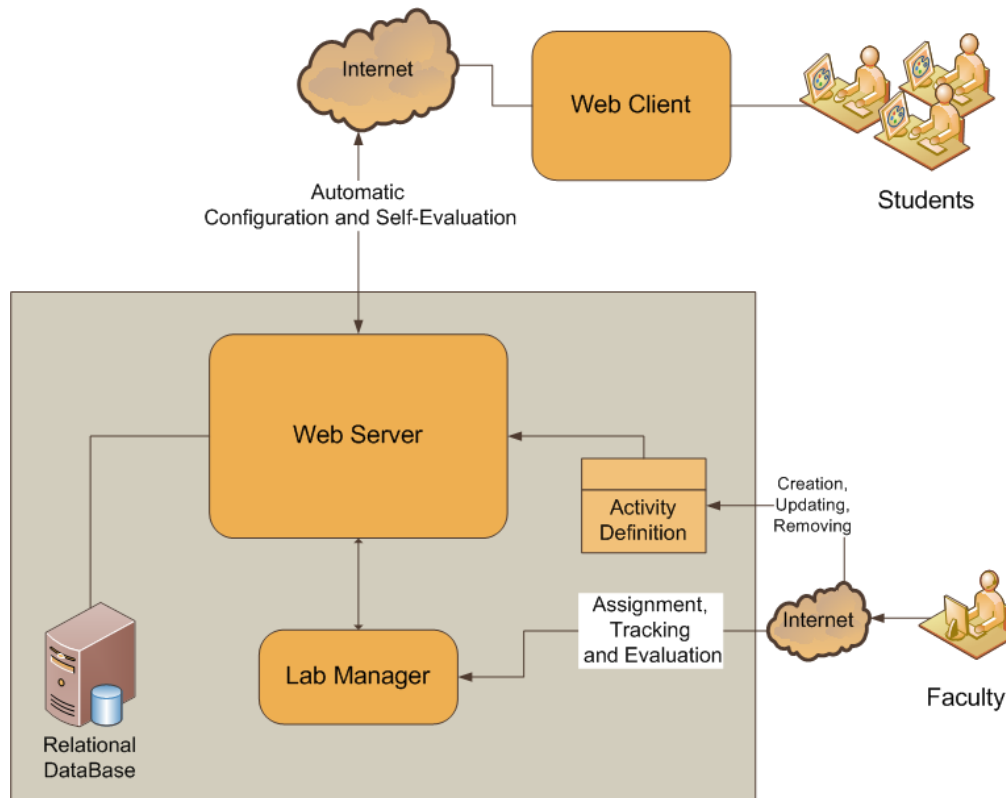 Internet
Web Client
Students
Automatic
Configuration and Self-Evaluation
Web Server
Activity
Definition
Creation,
Updating,
Removing
Assignment,
Tracking
and Evaluation
Internet
Lab Manager
Faculty
Relational
DataBase